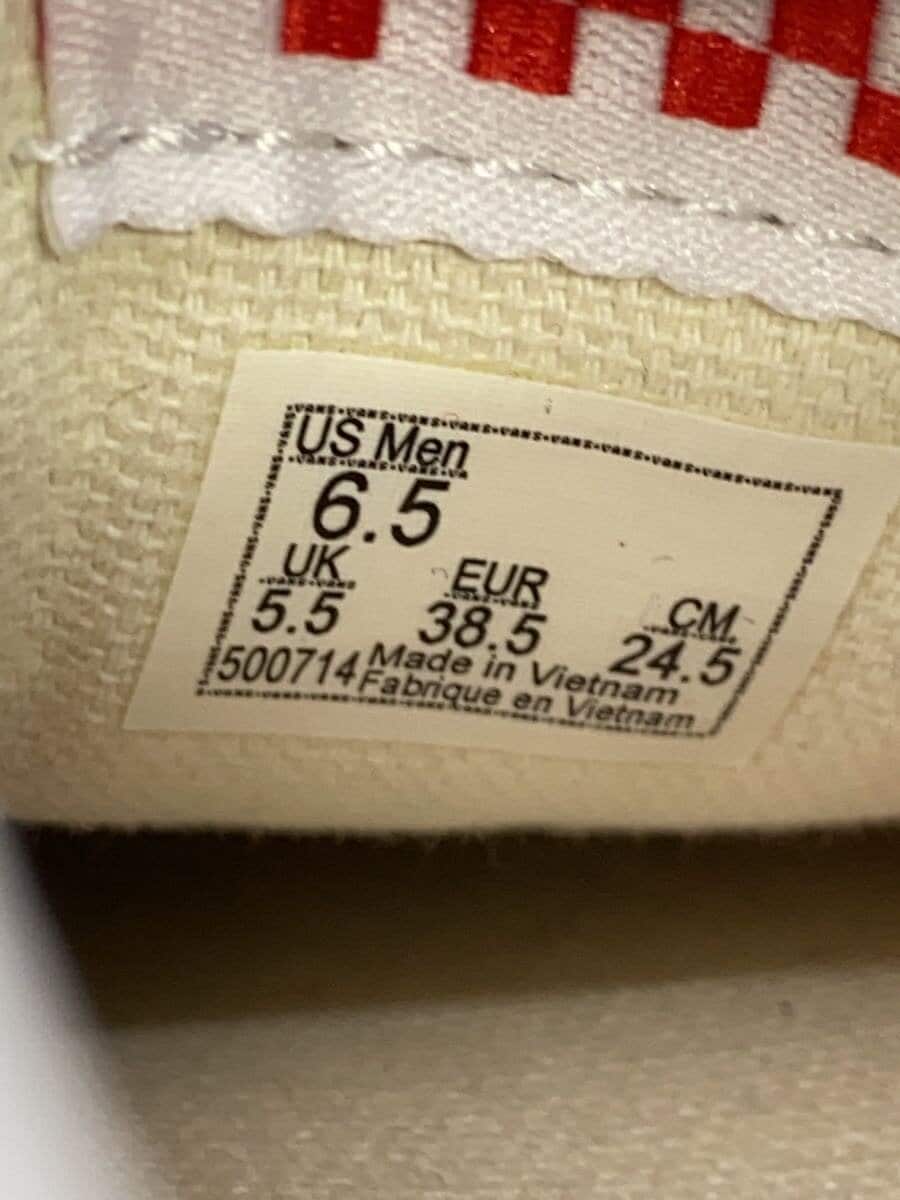 US Men
6.5
UK EUR CM
5.5 38.5 24.5
500714 Made in Vietnam
Fabrique en Vietnam